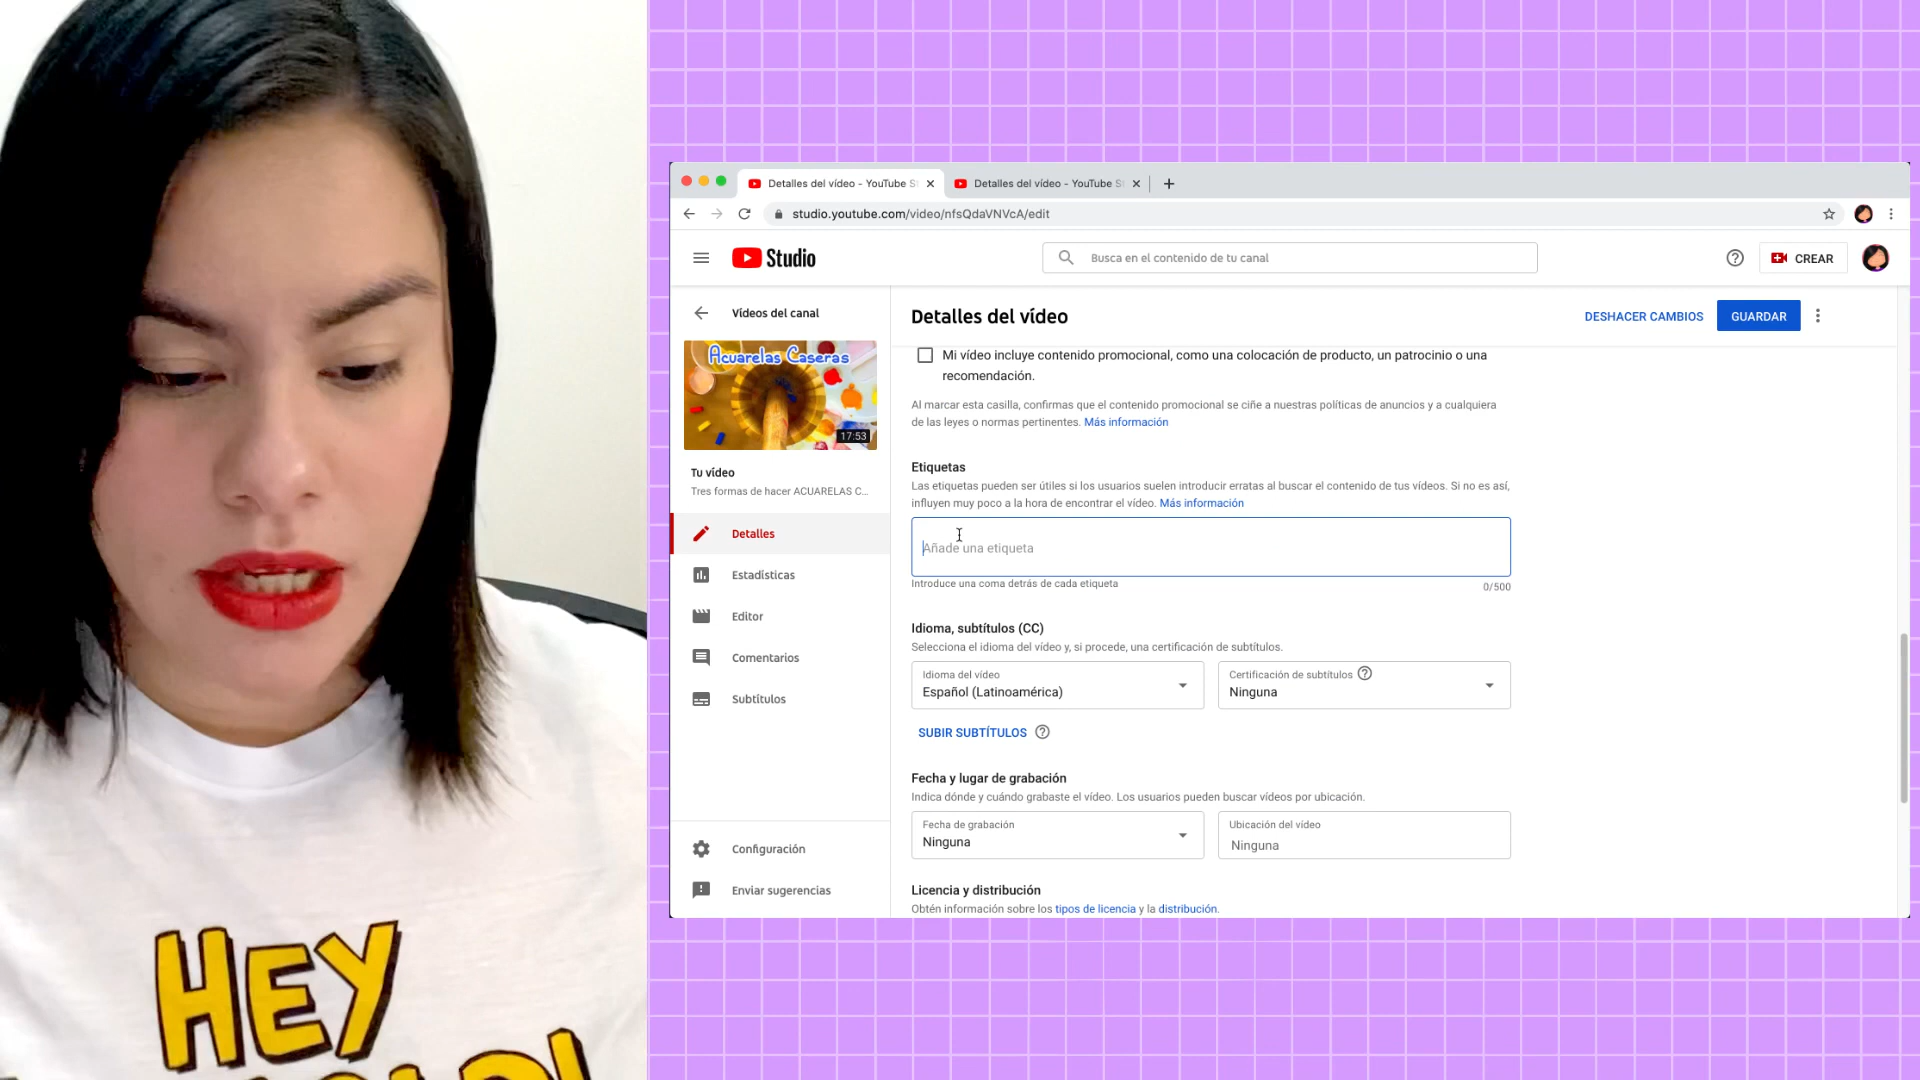 Detalles del vídeo - YouTube S
Detalles del vídeo - YouTube S
studio.youtube.com/video/nfsQdaVNVcA/edit
Studio
Busca en el contenido de tu canal
CREAR
Vídeos del canal
Acuarelas Caseras
17:53
Tu vídeo
Tres formas de hacer ACUARELAS C...
Detalles
Estadísticas
Editor
Comentarios
Subtítulos
Configuración
Enviar sugerencias
Detalles del vídeo
DESHACER CAMBIOS
GUARDAR
Mi vídeo incluye contenido promocional, como una colocación de producto, un patrocinio o una
recomendación.
Al marcar esta casilla, confirmas que el contenido promocional se ciñe a nuestras políticas de anuncios y a cualquiera
de las leyes o normas pertinentes. Más información
Etiquetas
Las etiquetas pueden ser útiles si los usuarios suelen introducir erratas al buscar el contenido de tus vídeos. Si no es así,
influyen muy poco a la hora de encontrar el vídeo. Más información
Añade una etiqueta
Introduce una coma detrás de cada etiqueta
0/500
Idioma, subtítulos (CC)
Selecciona el idioma del vídeo y, si procede, una certificación de subtítulos.
Idioma del vídeo
Español (Latinoamérica)
Certificación de subtítulos
Ninguna
SUBIR SUBTÍTULOS
Fecha y lugar de grabación
Indica dónde y cuándo grabaste el vídeo. Los usuarios pueden buscar vídeos por ubicación.
Fecha de grabación
Ninguna
Ubicación del vídeo
Ninguna
Licencia y distribución
Obtén información sobre los tipos de licencia y la distribución.
HEY